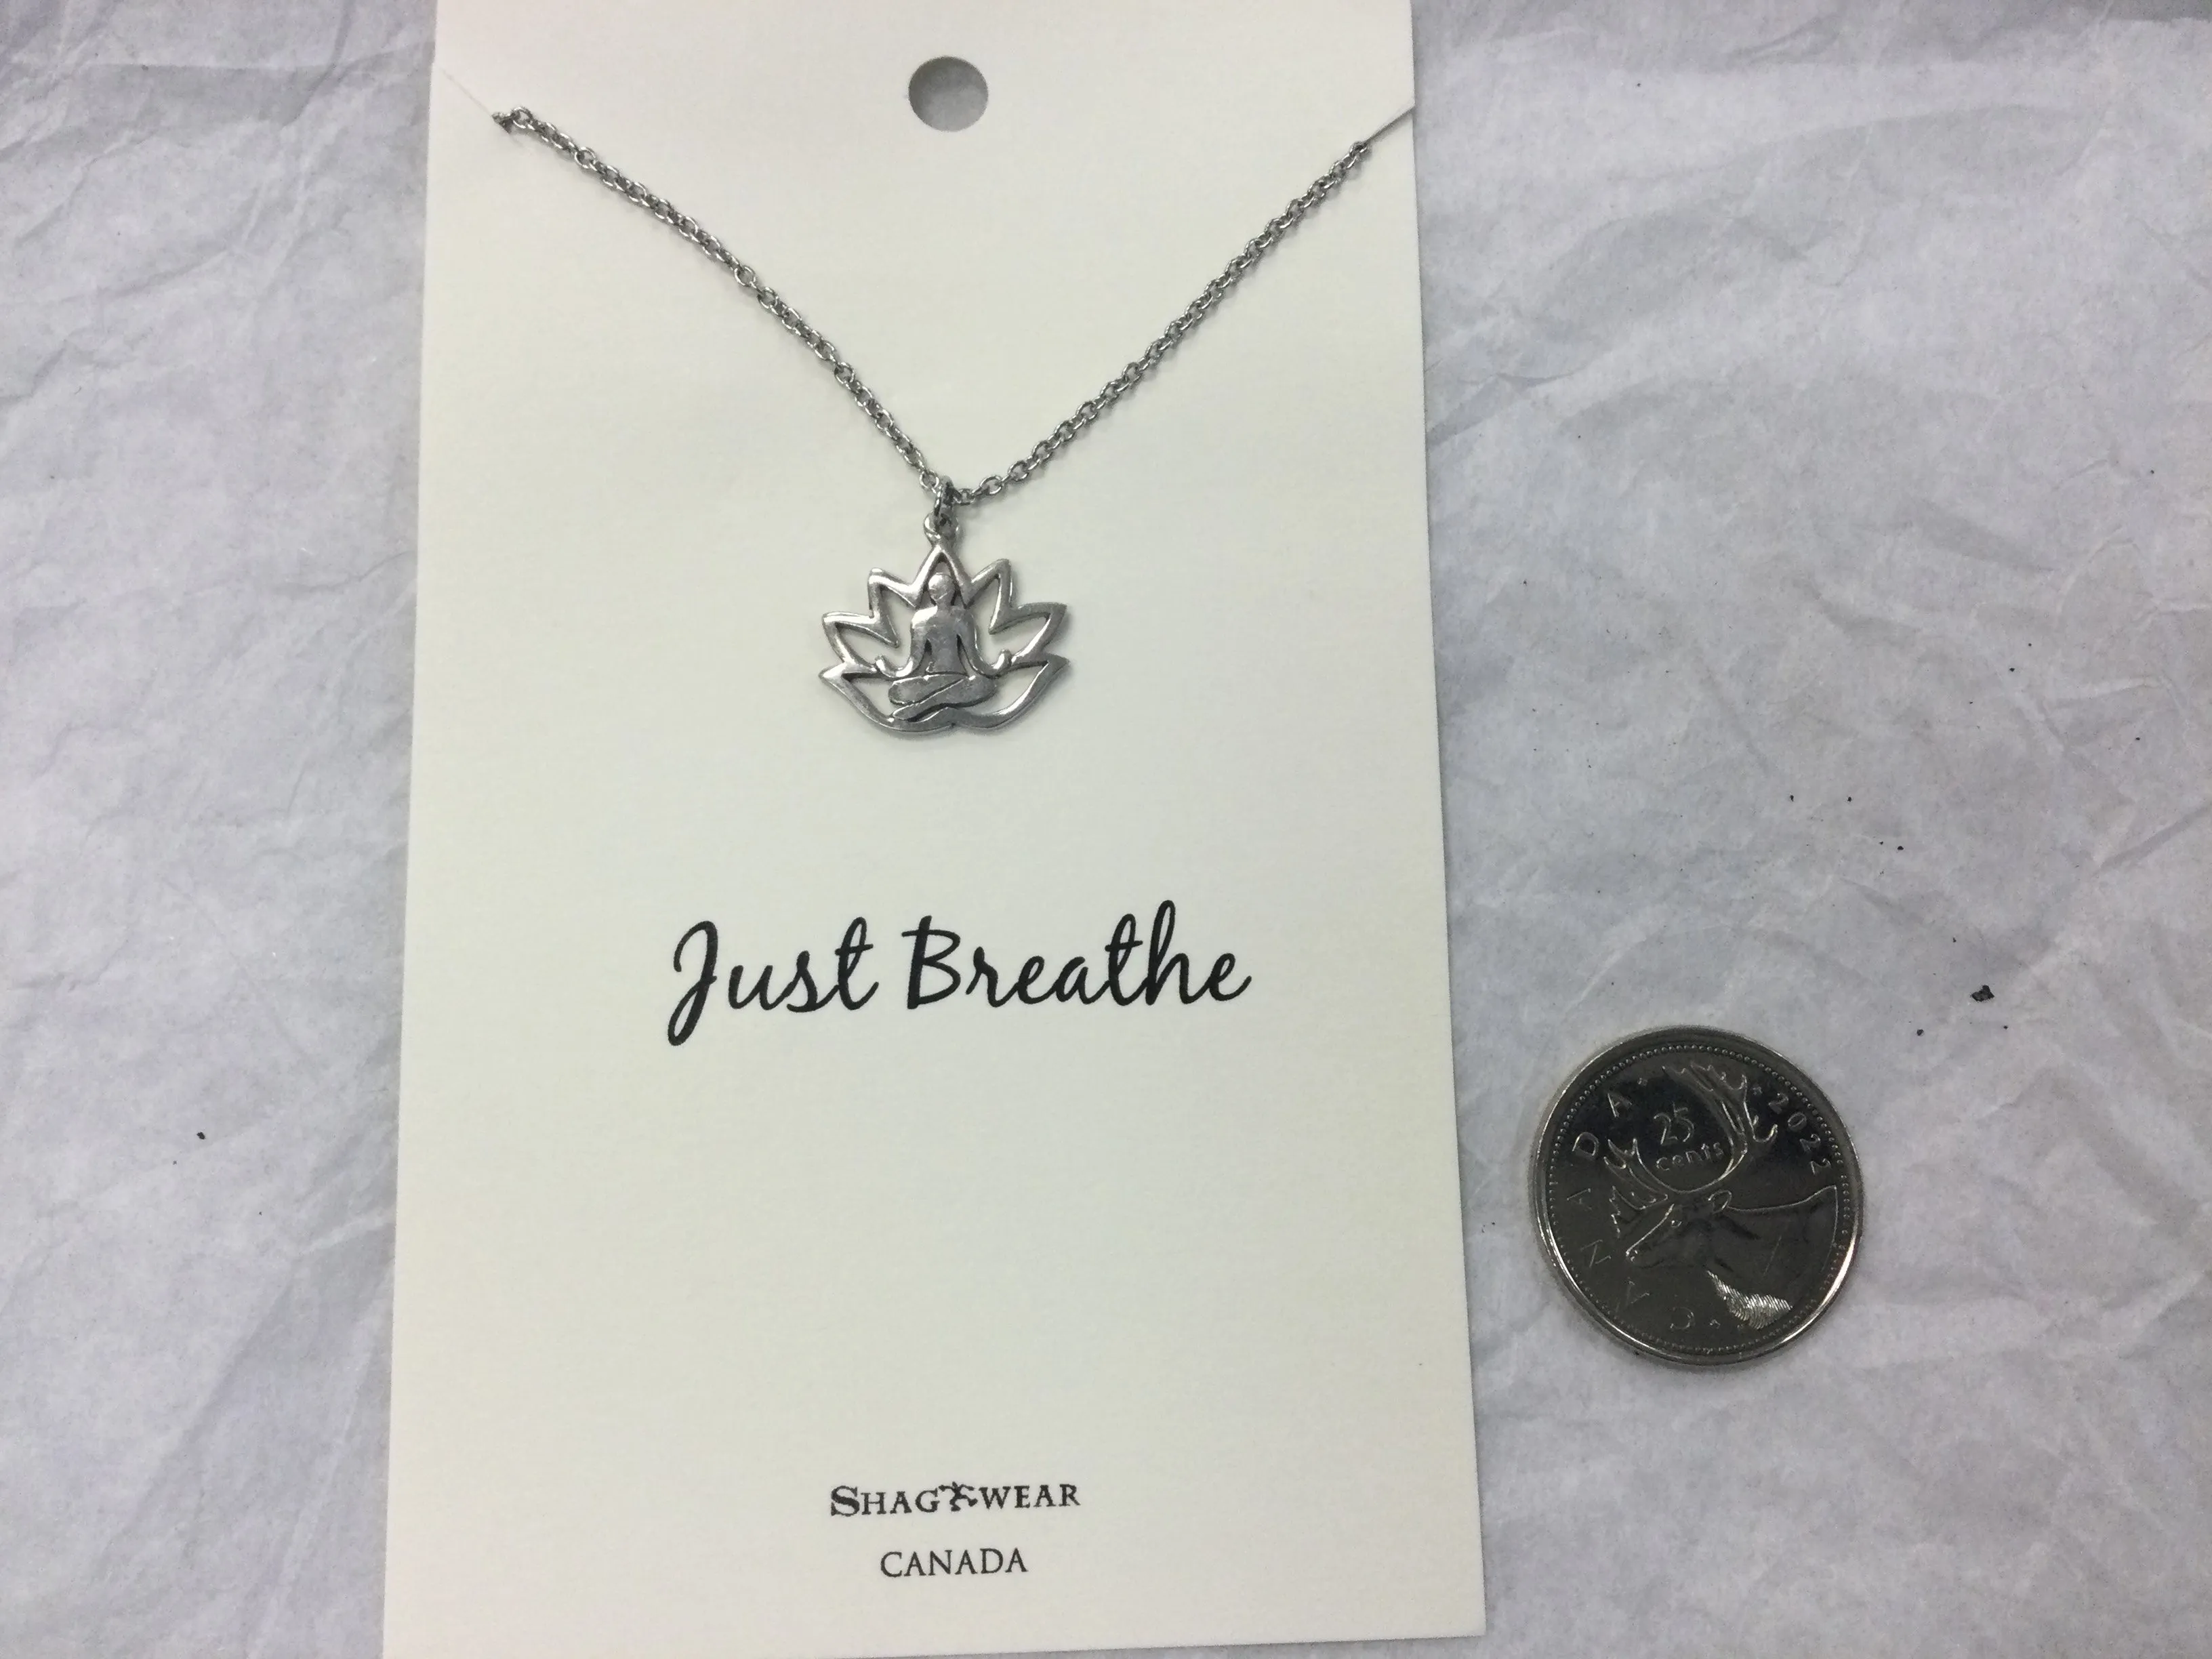 Just Breathe
SHAGWEAR
CANADA
25
cents
CANADA
2022